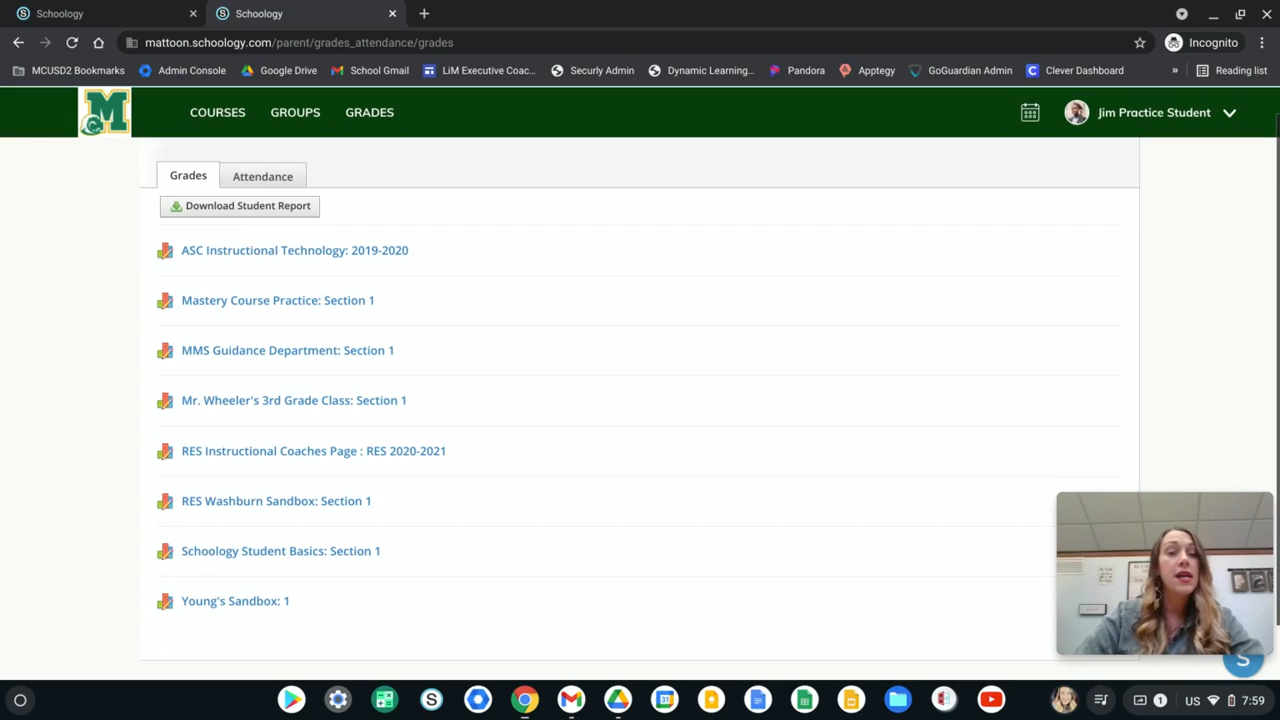 Schoology
Schoology
mattoon.schoology.com/parent/grades_attendance/grades
Incognito
MCUSD2 Bookmarks
Admin Console
Google Drive
School Gmail
LiM Executive Coac...
Securly Admin
Dynamic Learning...
Pandora
Apptegy
GoGuardian Admin
Clever Dashboard
»
Reading list
M
COURSES
GROUPS
GRADES
Jim Practice Student
Grades
Attendance
Download Student Report
ASC Instructional Technology: 2019-2020
Mastery Course Practice: Section 1
MMS Guidance Department: Section 1
Mr. Wheeler's 3rd Grade Class: Section 1
RES Instructional Coaches Page : RES 2020-2021
RES Washburn Sandbox: Section 1
Schoology Student Basics: Section 1
Young's Sandbox: 1
S
1
US
7:59